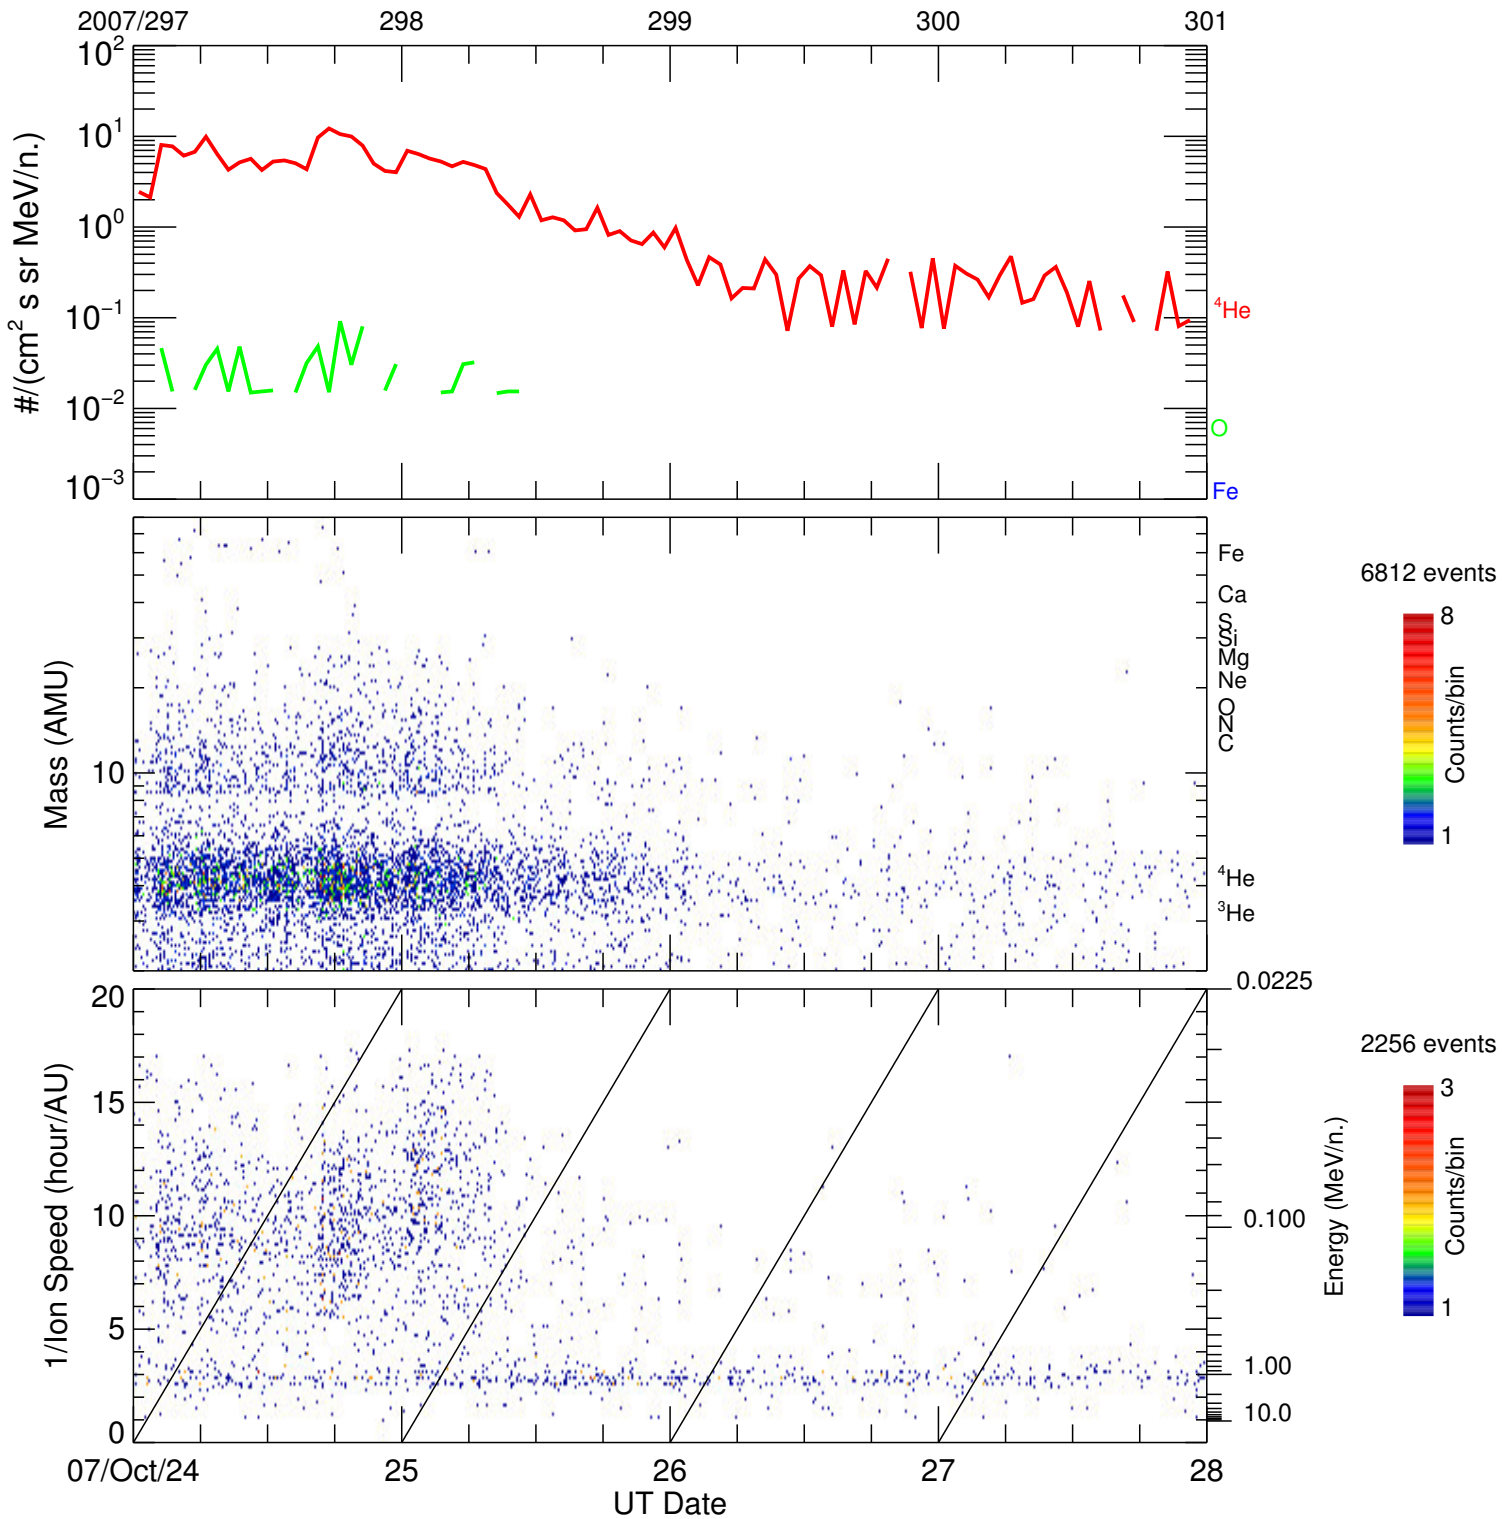 2007/297 298 299 300 301
10²
10¹
10⁰
10⁻¹
10⁻²
10⁻³
#/(cm² s sr MeV/n.)
⁴He
O
Fe
Mass (AMU)
10
Fe
Ca
S
Si
Mg
Ne
O
N
C
⁴He
³He
6812 events
8
Counts/bin
1
1/Ion Speed (hour/AU)
20
15
10
5
0
0.0225
0.100
1.00
10.0
Energy (MeV/n.)
2256 events
3
Counts/bin
1
07/Oct/24 25 26 27 28
UT Date